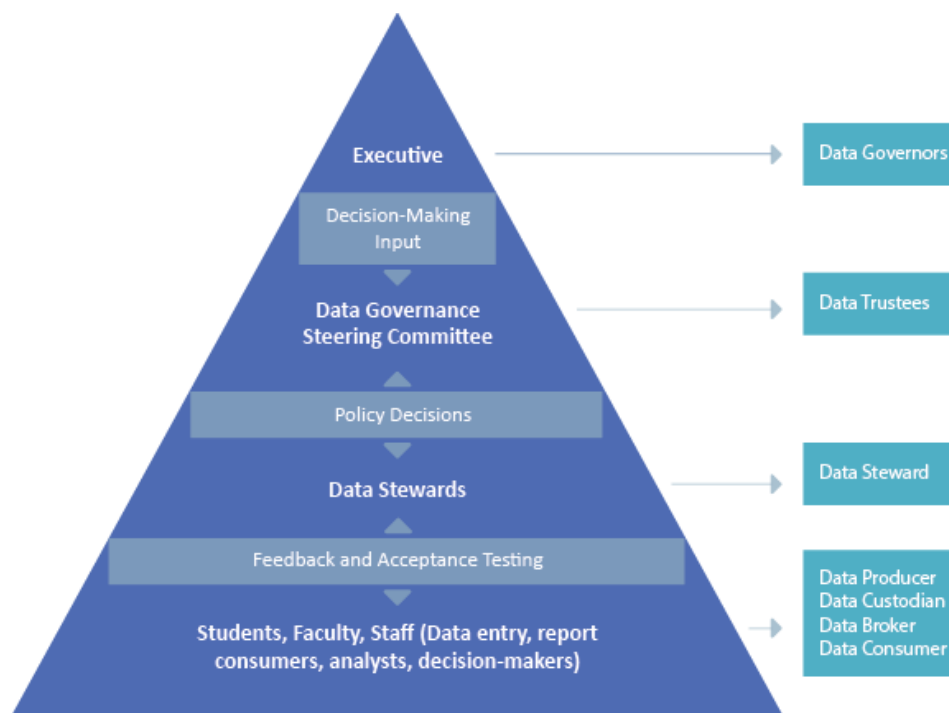 Executive
Data Governors
Decision-Making
Input
Data Governance
Steering Committee
Data Trustees
Policy Decisions
Data Stewards
Data Steward
Feedback and Acceptance Testing
Students, Faculty, Staff (Data entry, report
consumers, analysts, decision-makers)
Data Producer
Data Custodian
Data Broker
Data Consumer